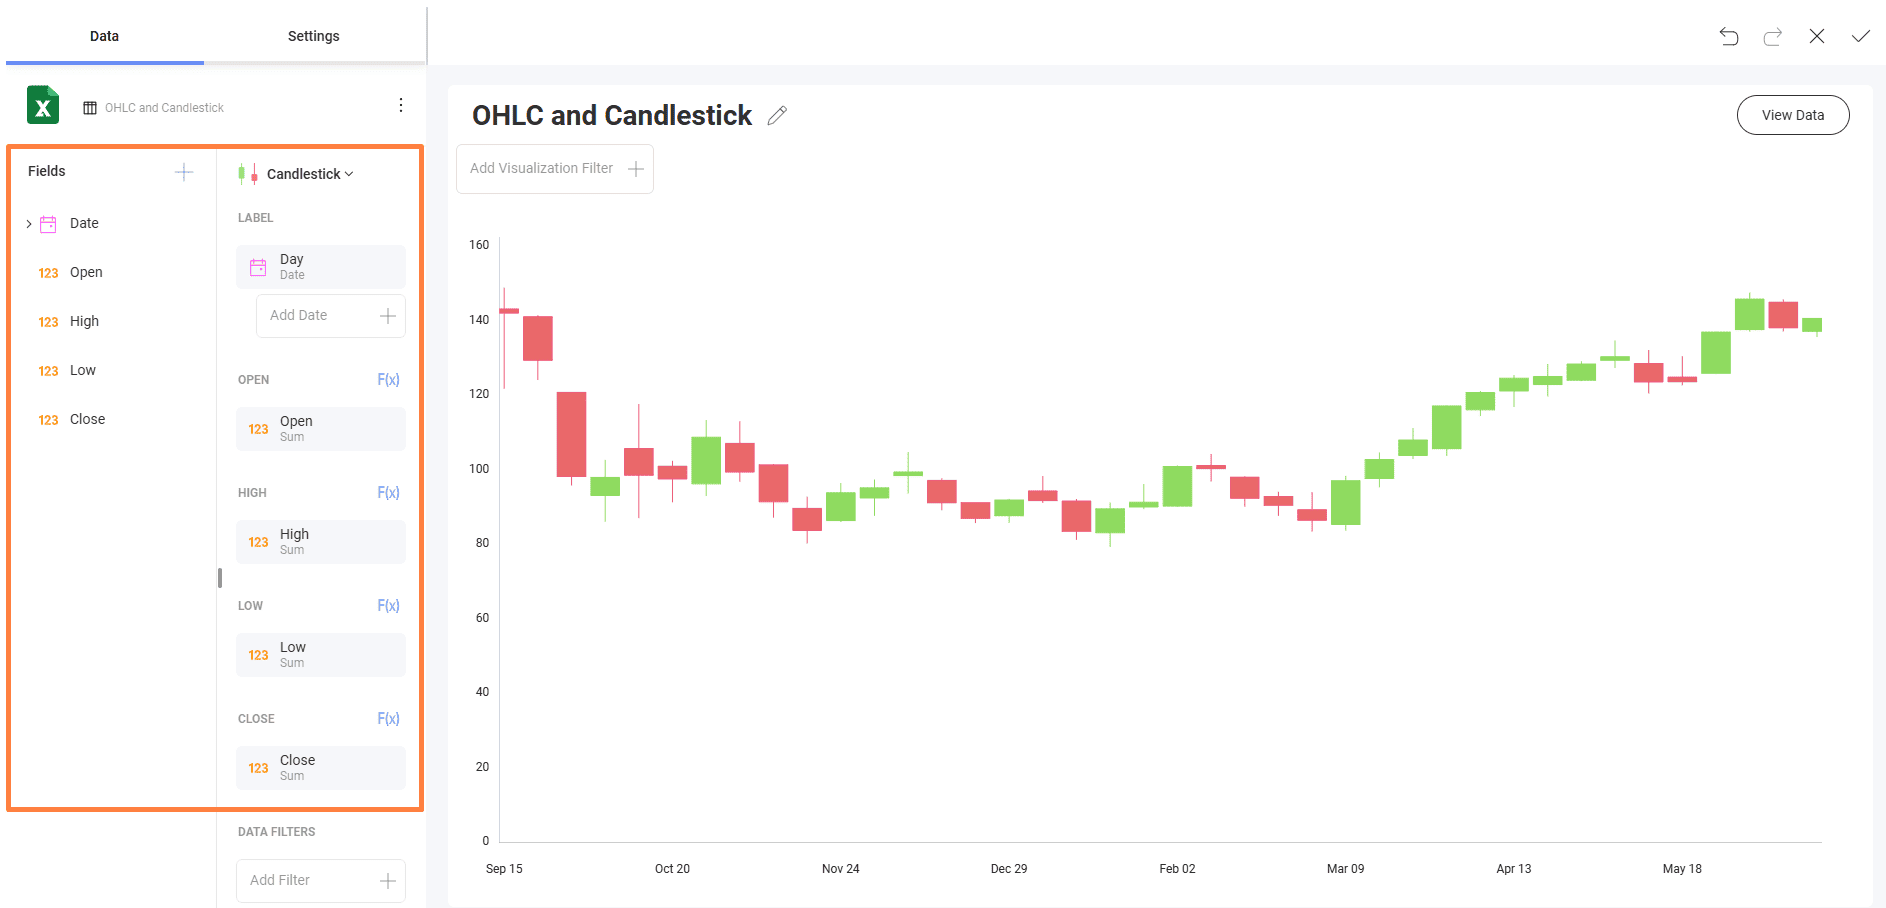 Data
Settings
OHLC and Candlestick
Fields
Date
123 Open
123 High
123 Low
123 Close
Candlestick
LABEL
Day
Date
Add Date
OPEN F(x)
123 Open
Sum
HIGH F(x)
123 High
Sum
LOW F(x)
123 Low
Sum
CLOSE F(x)
123 Close
Sum
DATA FILTERS
Add Filter
OHLC and Candlestick
View Data
Add Visualization Filter
160
140
120
100
80
60
40
20
0
Sep 15 Oct 20 Nov 24 Dec 29 Feb 02 Mar 09 Apr 13 May 18